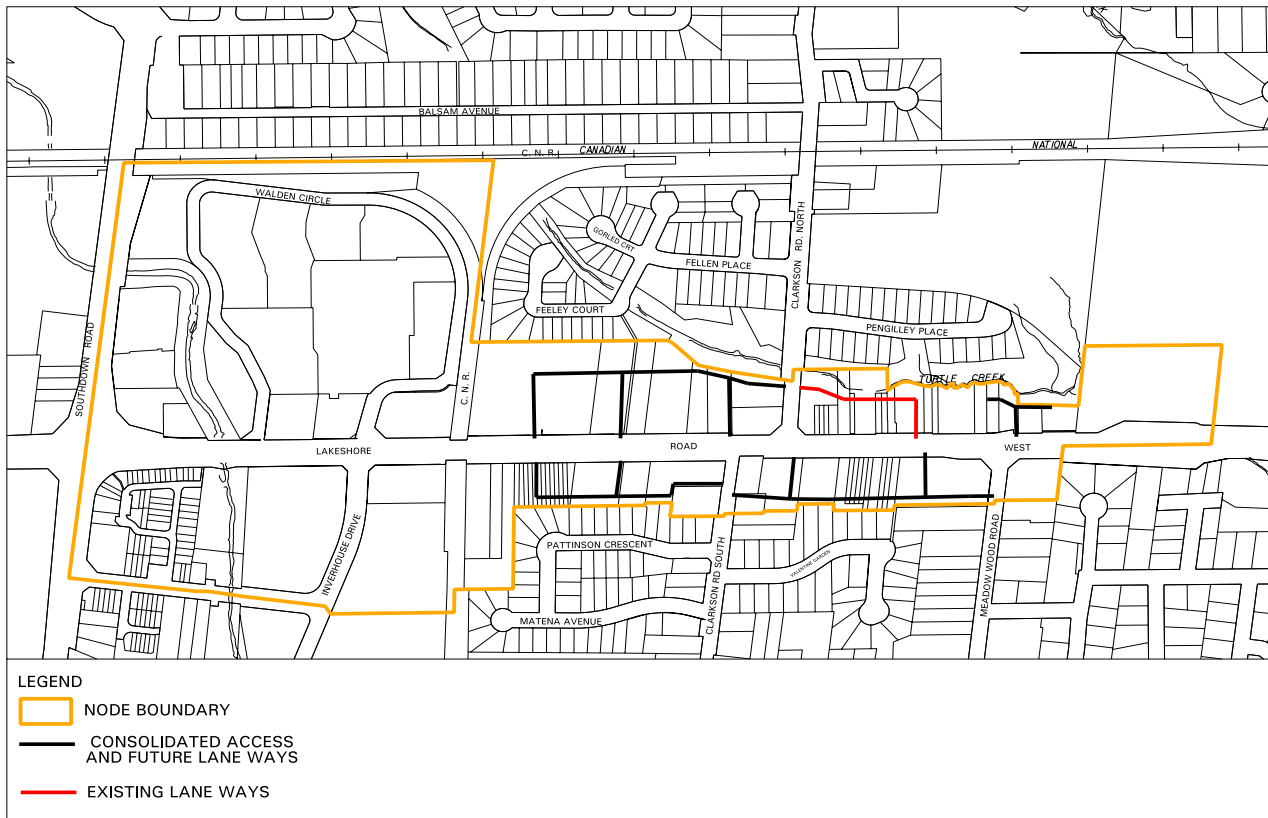 BALSAM AVENUE
C. N. R.
CANADIAN
NATIONAL
WALDEN CIRCLE
GORLED CRT
FELLEN PLACE
CLARKSON RD. NORTH
FEELEY COURT
PENGILLEY PLACE
SOUTHDOWN ROAD
C. N. R.
TURTLE CREEK
LAKESHORE
ROAD
WEST
INVERHOUSE DRIVE
PATTINSON CRESCENT
VALENTINE GARDEN
CLARKSON RD SOUTH
MEADOW WOOD ROAD
MATENA AVENUE
LEGEND
NODE BOUNDARY
CONSOLIDATED ACCESS
AND FUTURE LANE WAYS
EXISTING LANE WAYS